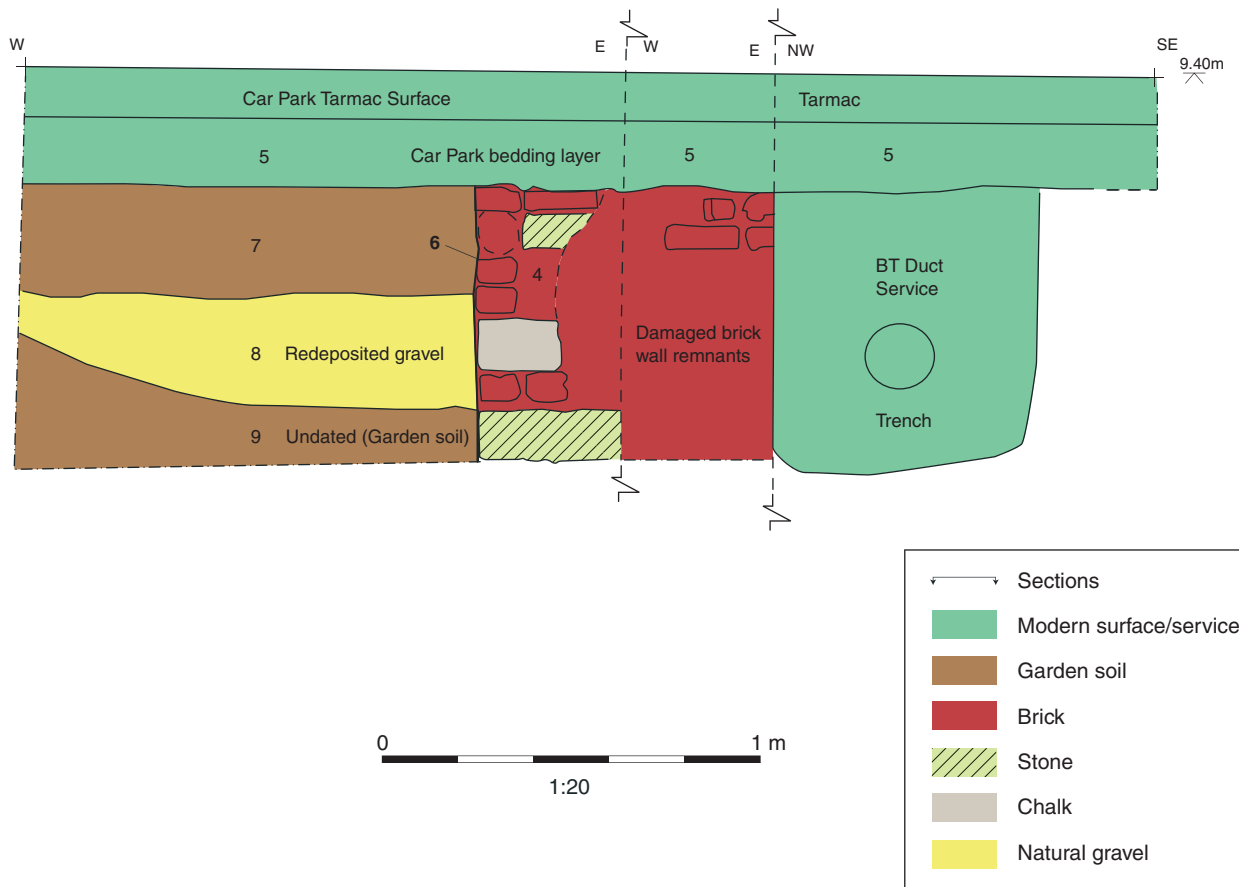 W
E
W
E
NW
SE
9.40m
Car Park Tarmac Surface
Tarmac
5
Car Park bedding layer
5
5
7
6
4
BT Duct
Service
8
Redeposited gravel
Damaged brick
wall remnants
Trench
9
Undated (Garden soil)
Sections
Modern surface/service
Garden soil
Brick
Stone
Chalk
Natural gravel
0
1 m
1:20